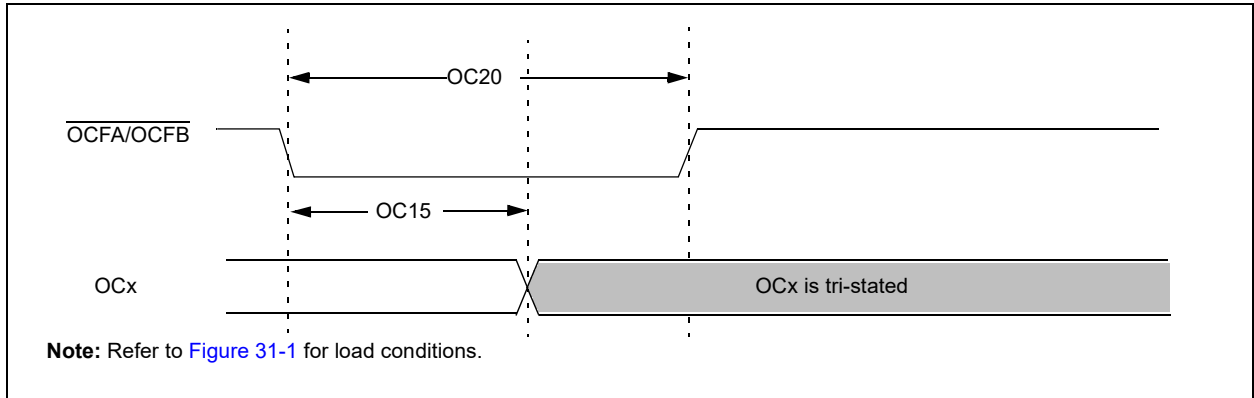 OC20
OCFA/OCFB
OC15
OCx
OCx is tri-stated
Note: Refer to Figure 31-1 for load conditions.